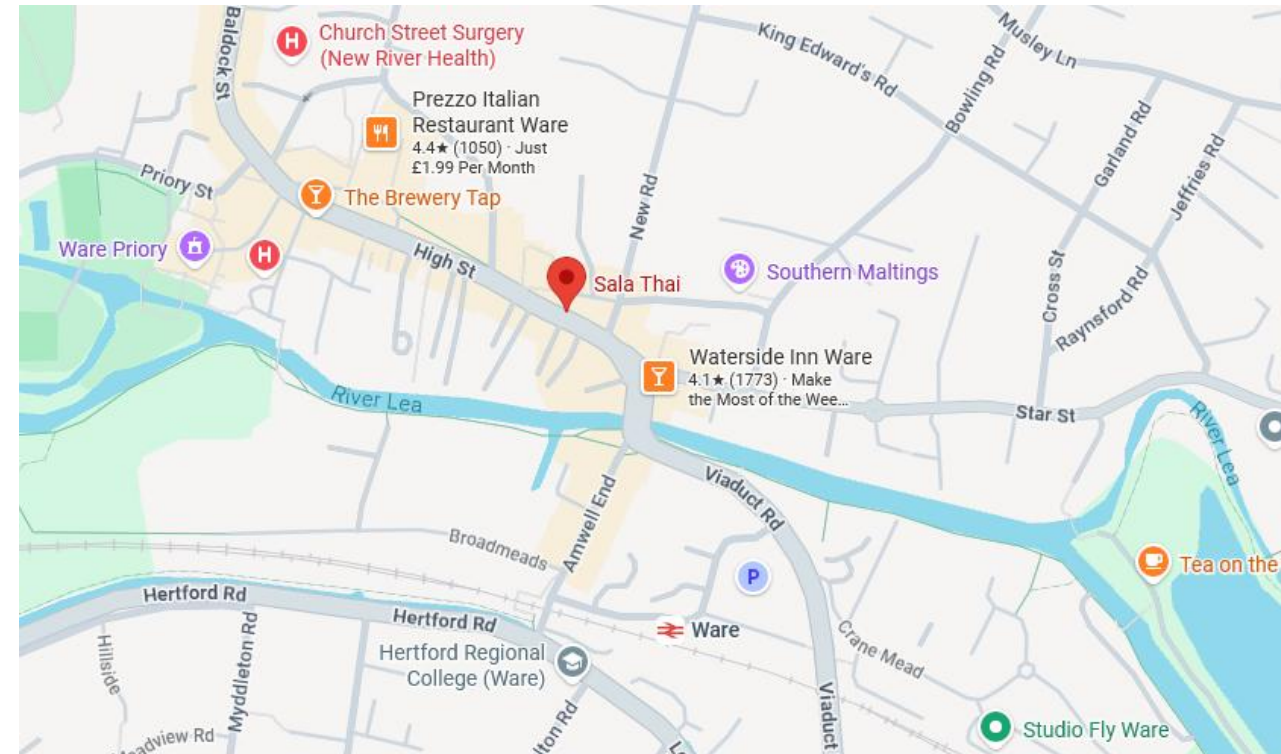 Baldock St
Church Street Surgery
(New River Health)
King Edward's Rd
Musley Ln
Bowling Rd
Prezzo Italian
Restaurant Ware
4.4★ (1050) · Just
£1.99 Per Month
Garland Rd
Jeffries Rd
Priory St
The Brewery Tap
New Rd
Ware Priory
High St
Sala Thai
Southern Maltings
Cross St
Raynsford Rd
Waterside Inn Ware
4.1★ (1773) · Make
the Most of the Wee...
River Lea
Star St
River Lea
Viaduct Rd
Amwell End
Broadmeads
P
Tea on the
Hertford Rd
Hertford Rd
Ware
Hillside
Myddleton Rd
Hertford Regional
College (Ware)
Crane Mead
Viaduct
Studio Fly Ware
H
H